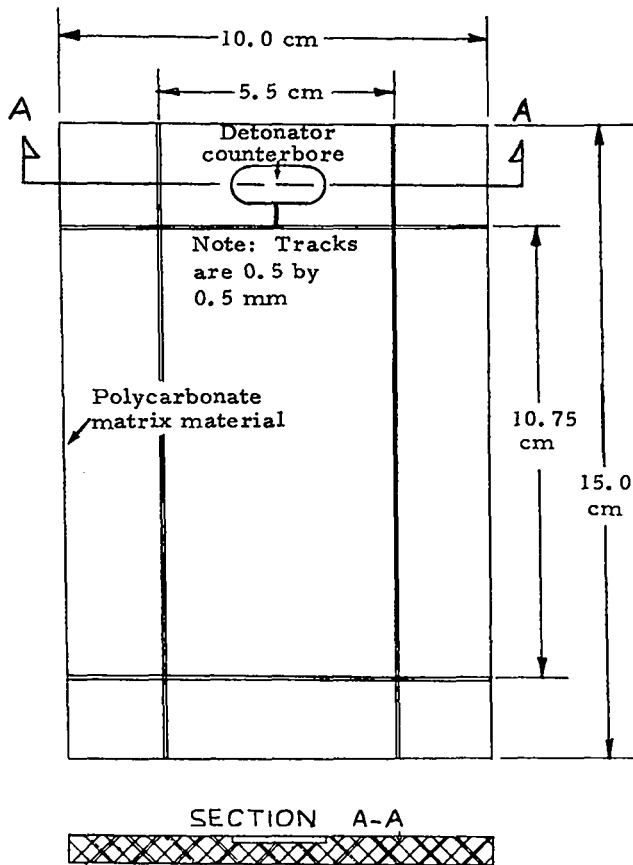 10.0 cm
5.5 cm
A
A
Detonator
counterbore
Note: Tracks
are 0.5 by
0.5 mm
Polycarbonate
matrix material
10.75
cm
15.0
cm
SECTION A-A